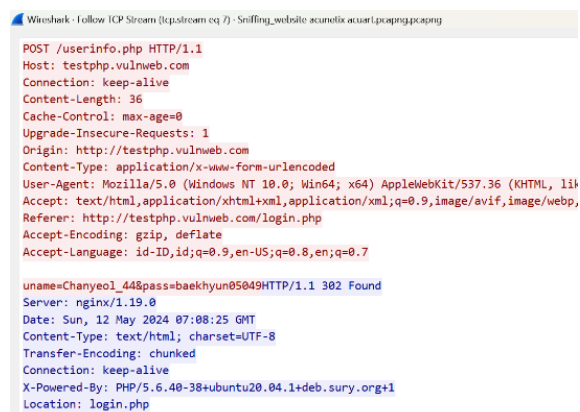 Wireshark · Follow TCP Stream (tcp.stream eq 7) · Sniffing_website acunetix acuart.pcapng.pcapng
POST /userinfo.php HTTP/1.1
Host: testphp.vulnweb.com
Connection: keep-alive
Content-Length: 36
Cache-Control: max-age=0
Upgrade-Insecure-Requests: 1
Origin: http://testphp.vulnweb.com
Content-Type: application/x-www-form-urlencoded
User-Agent: Mozilla/5.0 (Windows NT 10.0; Win64; x64) AppleWebKit/537.36 (KHTML, lik
Accept: text/html,application/xhtml+xml,application/xml;q=0.9,image/avif,image/webp,
Referer: http://testphp.vulnweb.com/login.php
Accept-Encoding: gzip, deflate
Accept-Language: id-ID,id;q=0.9,en-US;q=0.8,en;q=0.7
uname=Chanyeol_44&pass=baekhyun05049HTTP/1.1 302 Found
Server: nginx/1.19.0
Date: Sun, 12 May 2024 07:08:25 GMT
Content-Type: text/html; charset=UTF-8
Transfer-Encoding: chunked
Connection: keep-alive
X-Powered-By: PHP/5.6.40-38+ubuntu20.04.1+deb.sury.org+1
Location: login.php